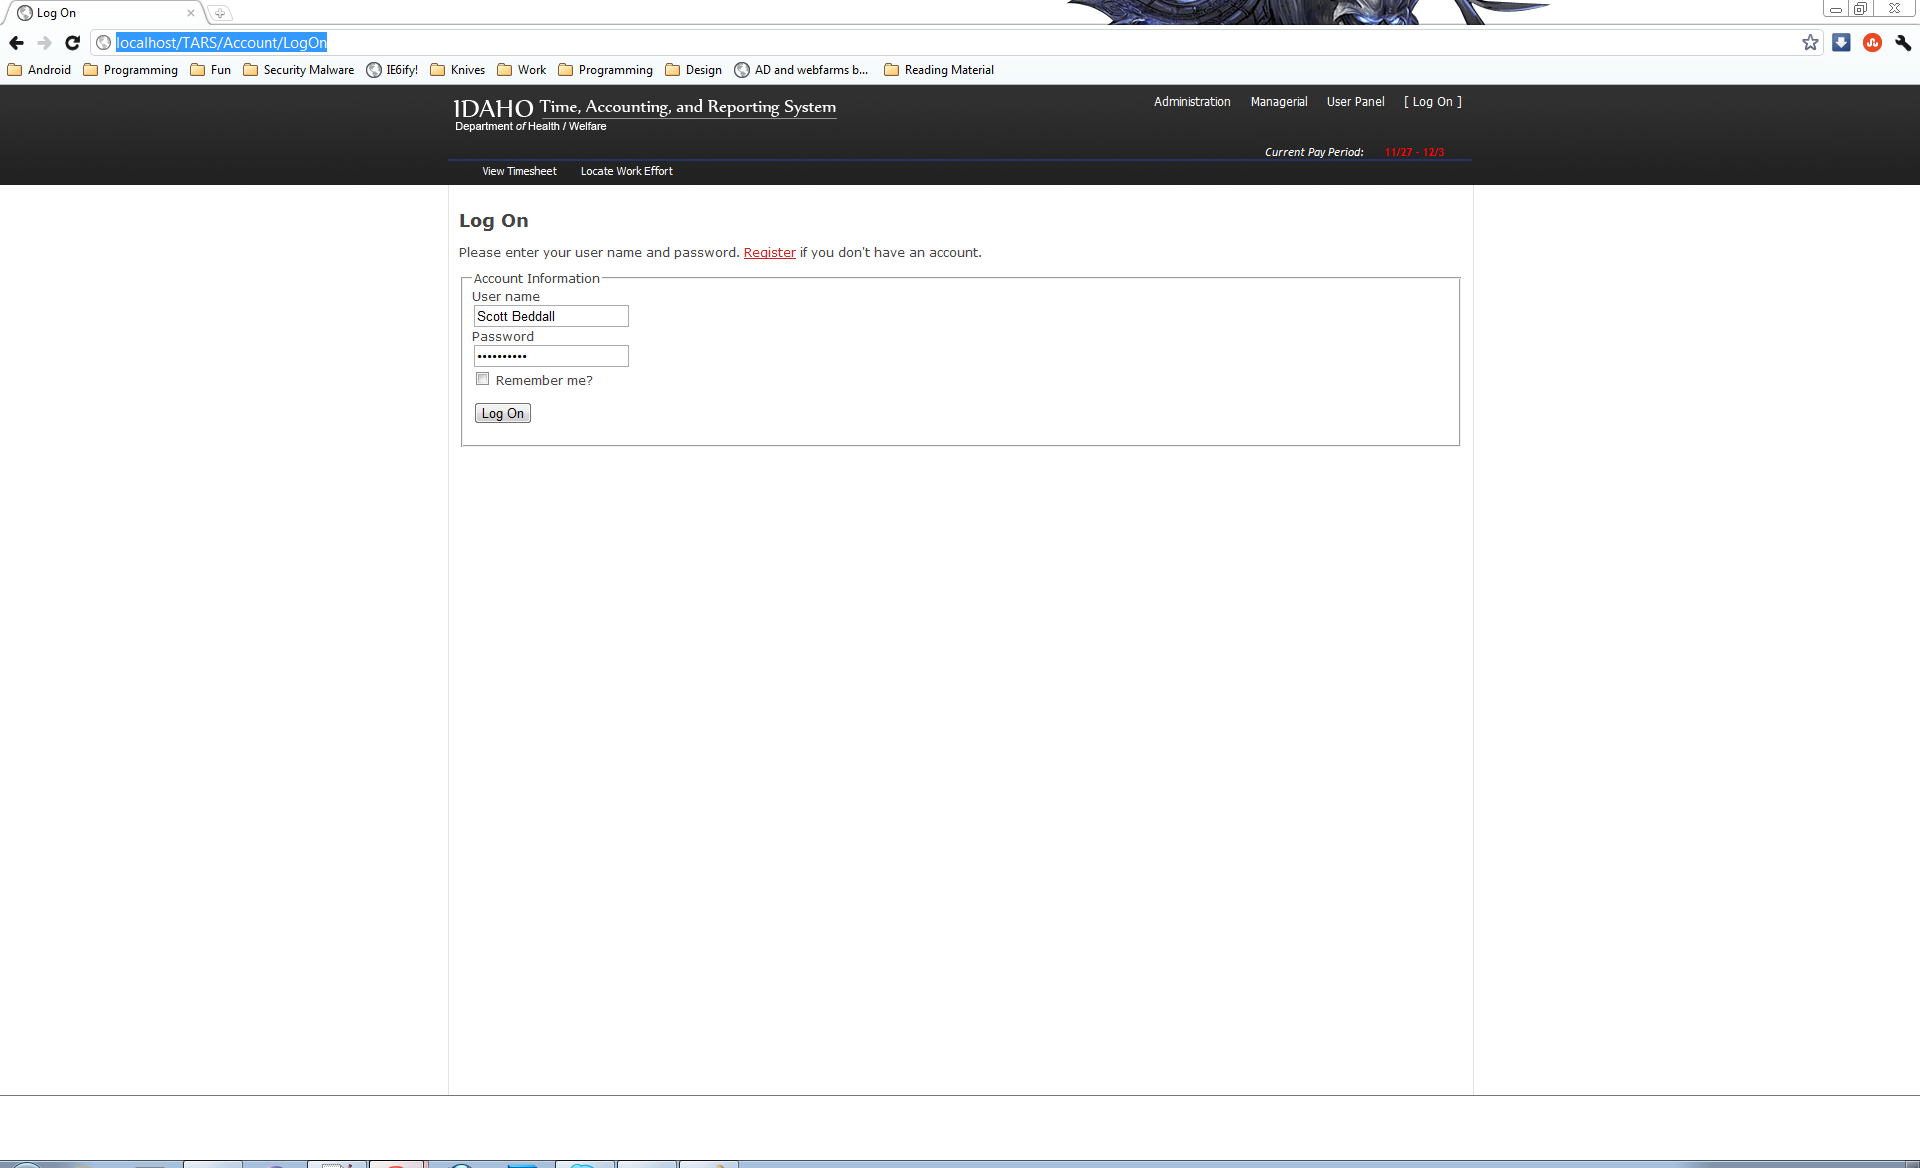 Log On
localhost/TARS/Account/LogOn
Android Programming Fun Security Malware IE6ify! Knives Work Programming Design AD and webfarms b... Reading Material
IDAHO Time, Accounting, and Reporting System
Department of Health / Welfare
Administration Managerial User Panel [ Log On ]
Current Pay Period: 11/27 - 12/3
View Timesheet Locate Work Effort
Log On
Please enter your user name and password. Register if you don't have an account.
Account Information
User name
Scott Beddall
Password
••••••••••
Remember me?
Log On